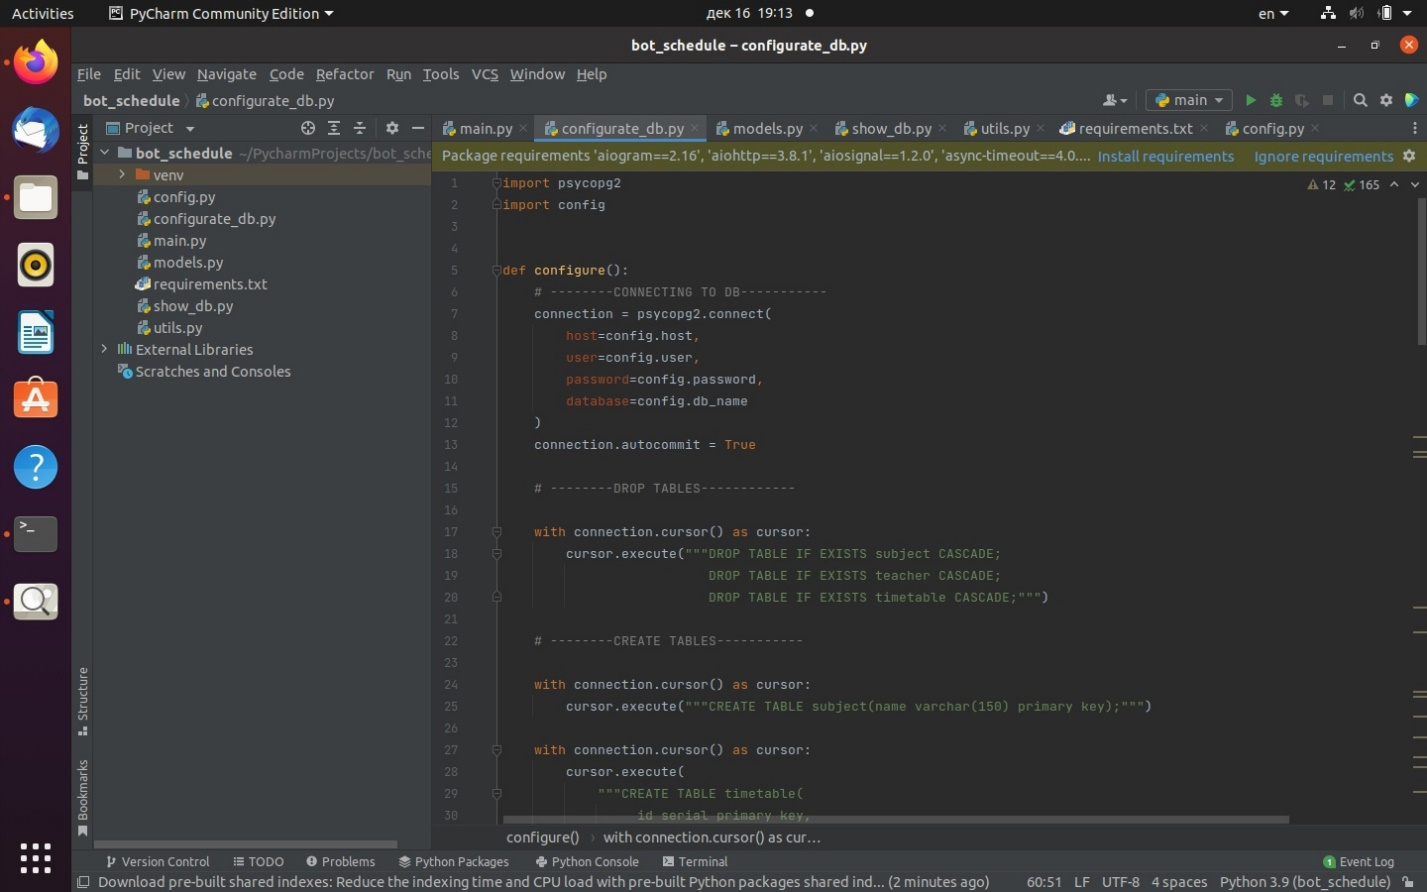 Activities
PyCharm Community Edition
дек 16 19:13
en
bot_schedule – configurate_db.py
File Edit View Navigate Code Refactor Run Tools VCS Window Help
bot_schedule configurate_db.py
main
Project
Project
main.py
configurate_db.py
models.py
show_db.py
utils.py
requirements.txt
config.py
bot_schedule ~/PycharmProjects/bot_sche
Package requirements 'aiogram==2.16', 'aiohttp==3.8.1', 'aiosignal==1.2.0', 'async-timeout==4.0.... Install requirements Ignore requirements
venv
config.py
configurate_db.py
main.py
models.py
requirements.txt
show_db.py
utils.py
External Libraries
Scratches and Consoles
12 165
1 import psycopg2
2 import config
3
4
5 def configure():
6 # --------CONNECTING TO DB-----------
7 connection = psycopg2.connect(
8 host=config.host,
9 user=config.user,
10 password=config.password,
11 database=config.db_name
12 )
13 connection.autocommit = True
14
15 # --------DROP TABLES------------
16
17 with connection.cursor() as cursor:
18 cursor.execute("""DROP TABLE IF EXISTS subject CASCADE;
19 DROP TABLE IF EXISTS teacher CASCADE;
20 DROP TABLE IF EXISTS timetable CASCADE;""")
21
22 # --------CREATE TABLES-----------
23
24 with connection.cursor() as cursor:
25 cursor.execute("""CREATE TABLE subject(name varchar(150) primary key);""")
26
27 with connection.cursor() as cursor:
28 cursor.execute(
29 """CREATE TABLE timetable(
30 id serial primary key,
Structure
Bookmarks
configure() with connection.cursor() as cur...
Version Control TODO Problems Python Packages Python Console Terminal
1 Event Log
Download pre-built shared indexes: Reduce the indexing time and CPU load with pre-built Python packages shared ind... (2 minutes ago)
60:51 LF UTF-8 4 spaces Python 3.9 (bot_schedule)